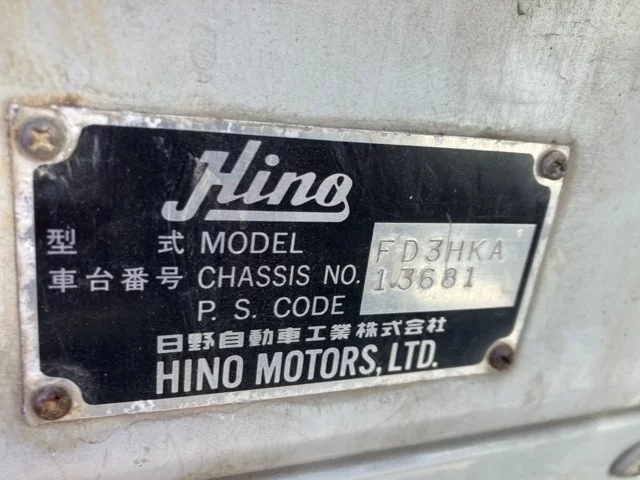 Hino
型 式 MODEL FD3HKA
車台番号 CHASSIS NO. 13681
P. S. CODE
日野自動車工業株式会社
HINO MOTORS, LTD.